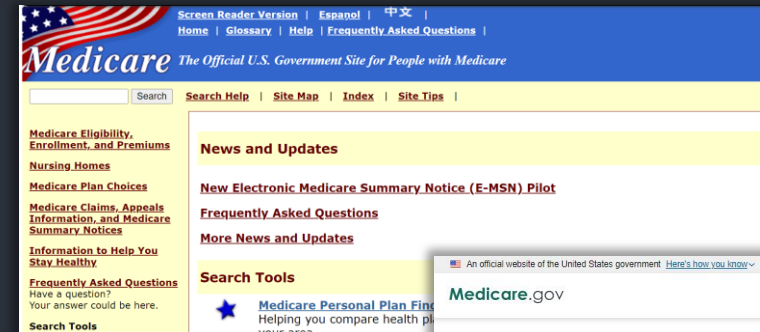 Screen Reader Version | Español | 中文 |
Home | Glossary | Help | Frequently Asked Questions |
Medicare The Official U.S. Government Site for People with Medicare
Search Search Help | Site Map | Index | Site Tips |
Medicare Eligibility,
Enrollment, and Premiums
Nursing Homes
Medicare Plan Choices
Medicare Claims, Appeals
Information, and Medicare
Summary Notices
Information to Help You
Stay Healthy
Frequently Asked Questions
Have a question?
Your answer could be here.
Search Tools
News and Updates
New Electronic Medicare Summary Notice (E-MSN) Pilot
Frequently Asked Questions
More News and Updates
Search Tools
Medicare Personal Plan
Helping you compare health
your area
An official website of the United States government Here's how you know
Medicare.gov